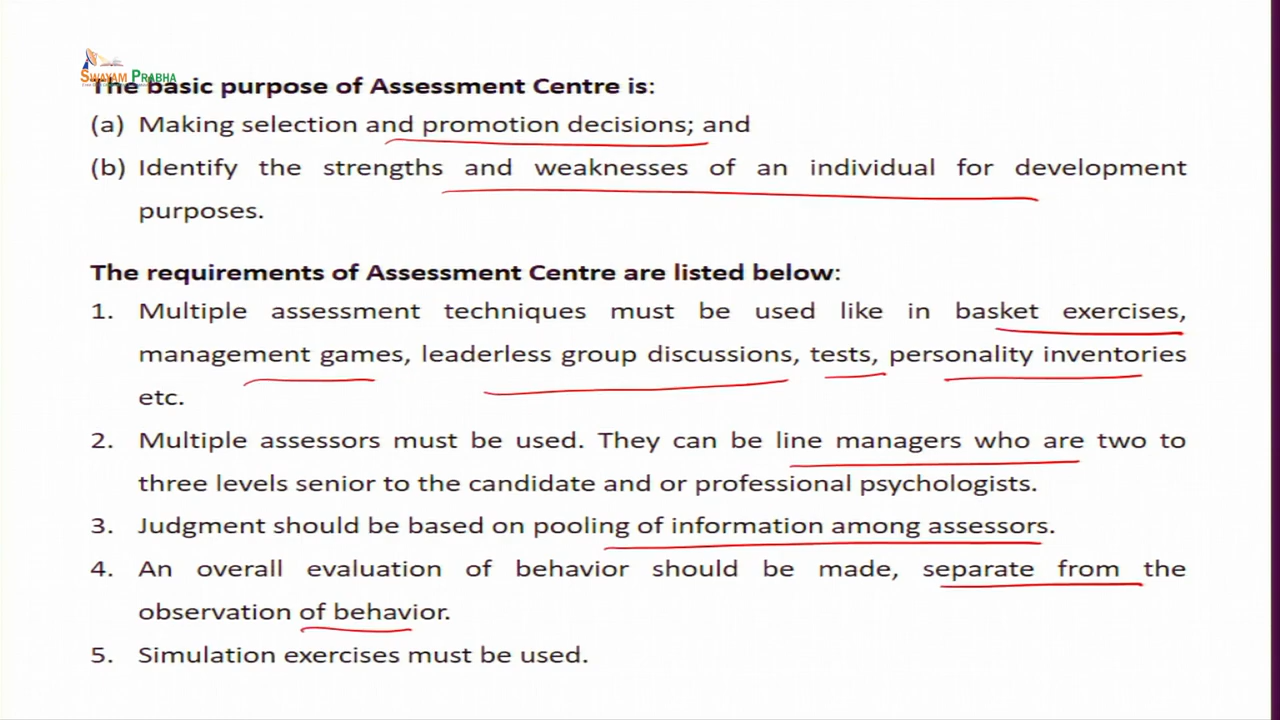 SWAYAM PRABHA
The basic purpose of Assessment Centre is:
(a) Making selection and promotion decisions; and
(b) Identify the strengths and weaknesses of an individual for development
purposes.
The requirements of Assessment Centre are listed below:
1. Multiple assessment techniques must be used like in basket exercises,
management games, leaderless group discussions, tests, personality inventories
etc.
2. Multiple assessors must be used. They can be line managers who are two to
three levels senior to the candidate and or professional psychologists.
3. Judgment should be based on pooling of information among assessors.
4. An overall evaluation of behavior should be made, separate from the
observation of behavior.
5. Simulation exercises must be used.